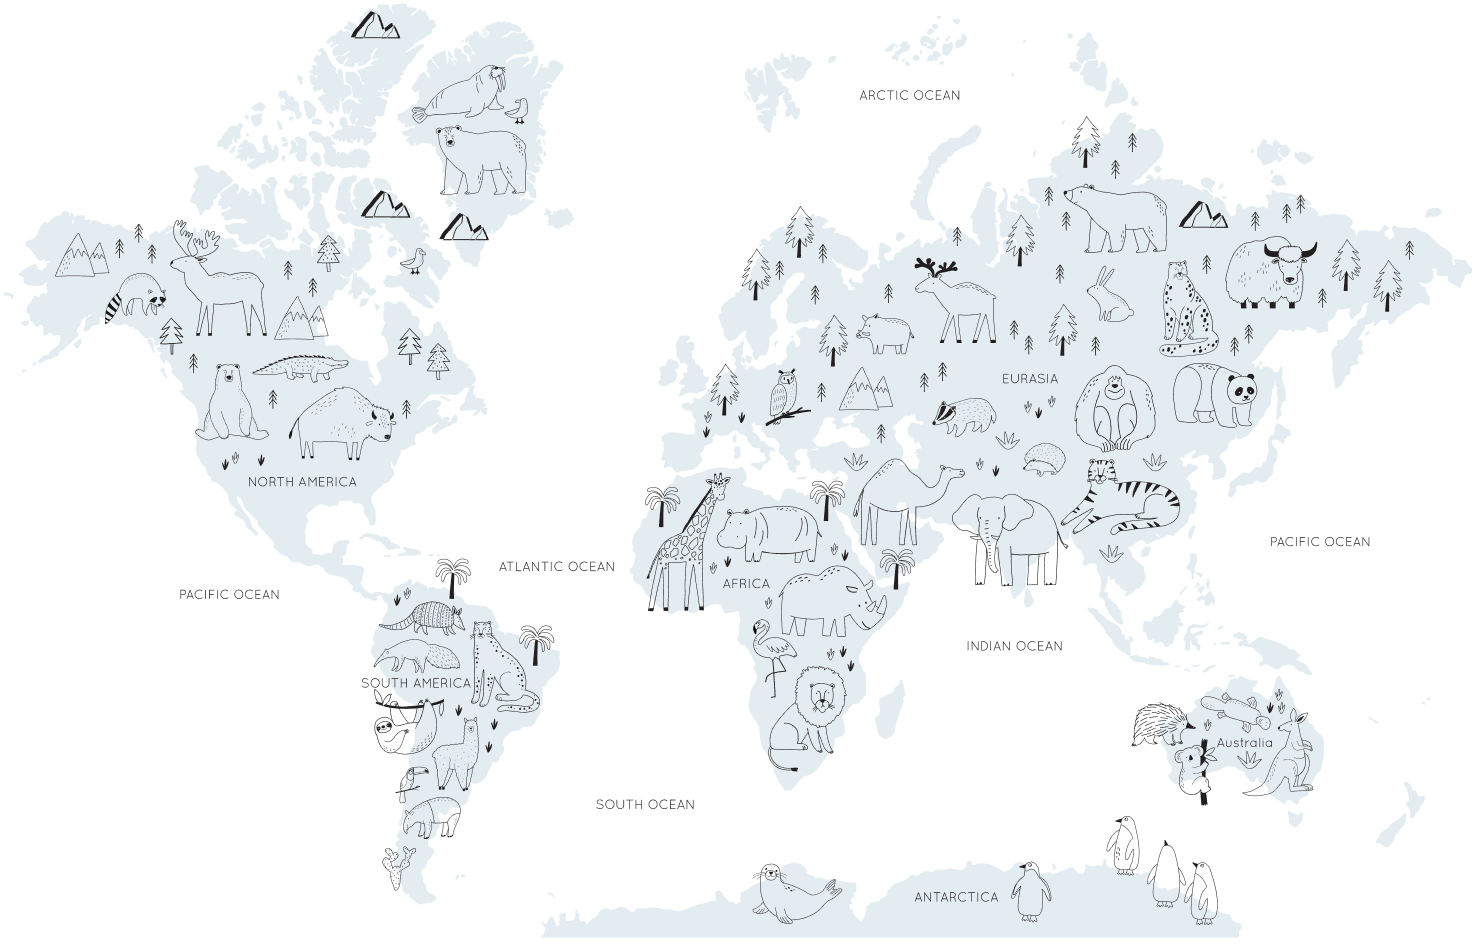 ARCTIC OCEAN
EURASIA
NORTH AMERICA
PACIFIC OCEAN
ATLANTIC OCEAN
AFRICA
PACIFIC OCEAN
INDIAN OCEAN
SOUTH AMERICA
Australia
SOUTH OCEAN
ANTARCTICA